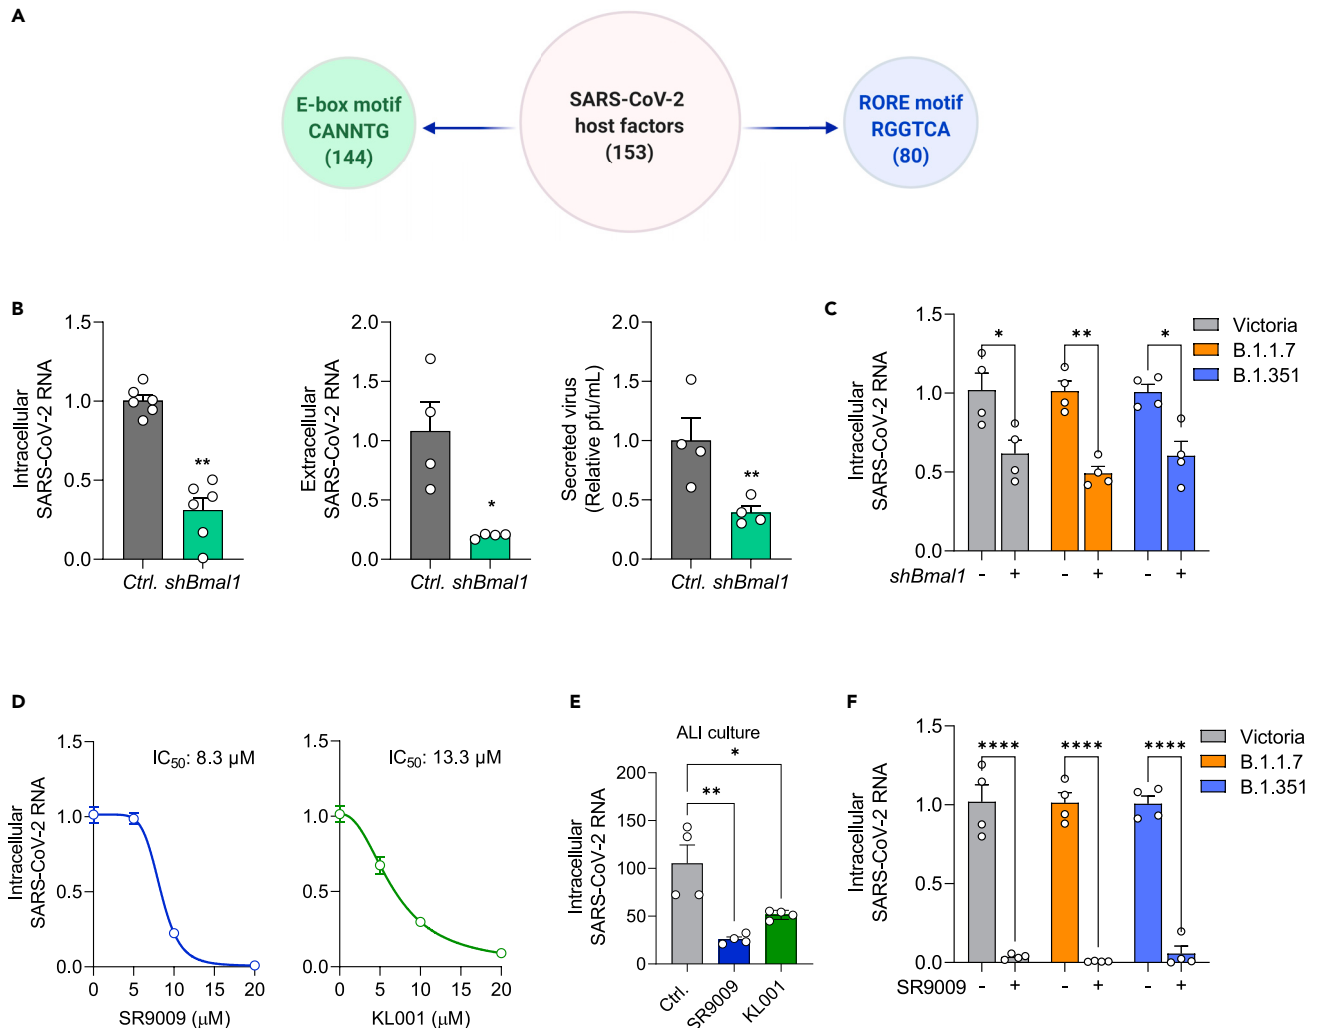 A
E-box motif
CANNTG
(144)
SARS-CoV-2
host factors
(153)
RORE motif
RGGTCA
(80)
B
Intracellular
SARS-CoV-2 RNA
1.5
1.0
0.5
0.0
**
Ctrl. shBmal1
Extracellular
SARS-CoV-2 RNA
2.0
1.5
1.0
0.5
0.0
*
Ctrl. shBmal1
Secreted virus
(Relative pfu/mL)
2.0
1.5
1.0
0.5
0.0
**
Ctrl. shBmal1
C
Intracellular
SARS-CoV-2 RNA
1.5
1.0
0.5
0.0
* ** *
shBmal1 - + - + - +
Victoria
B.1.1.7
B.1.351
D
Intracellular
SARS-CoV-2 RNA
1.5
1.0
0.5
0.0
IC50: 8.3 µM
0 5 10 15 20
SR9009 (µM)
1.5
1.0
0.5
0.0
IC50: 13.3 µM
0 5 10 15 20
KL001 (µM)
E
ALI culture
Intracellular
SARS-CoV-2 RNA
200
150
100
50
0
*
**
Ctrl.
SR9009
KL001
F
Intracellular
SARS-CoV-2 RNA
1.5
1.0
0.5
0.0
**** **** ****
SR9009 - + - + - +
Victoria
B.1.1.7
B.1.351